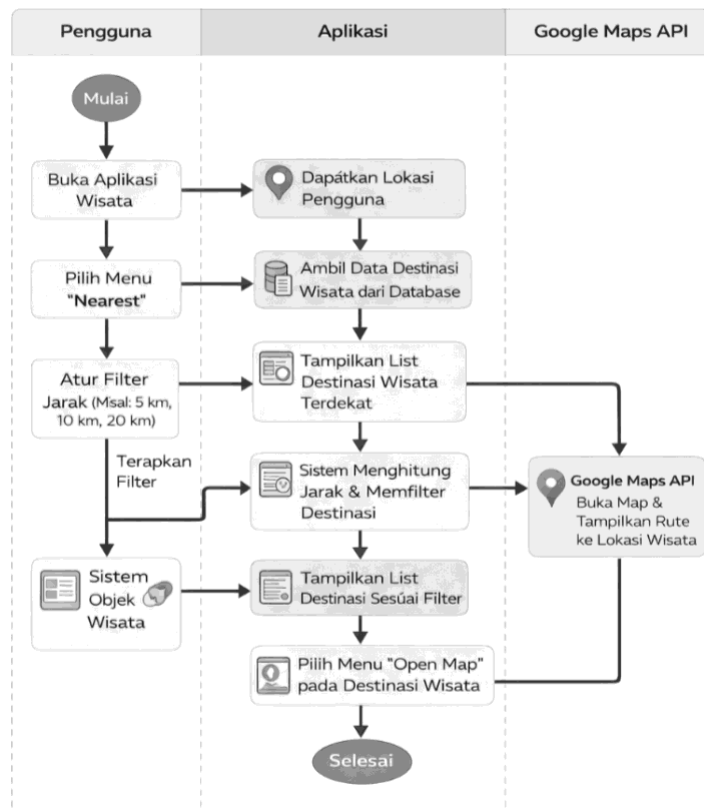 Pengguna
Aplikasi
Google Maps API
Mulai
Buka Aplikasi
Wisata
Dapátkan Lokasi
Pengguna
Pilih Menu
"Nearest"
Ambil Data Destinasi
Wisata dari Database
Atur Filter
Jarak (Msal: 5 km,
10 km, 20 km)
Tampilkan List
Destinasi Wisata
Terdekat
Terapkan
Filter
Sistem Menghitung
Jarak & Memfilter
Destinasi
Google Maps API
Buka Map &
Tampilkan Rute
ke Lokasi Wisata
Sistem
Objek
Wisata
Tampilkan List
Destinasi Sesúai Filter
Pilih Menu "Open Map"
pada Destinasi Wisata
Selesai